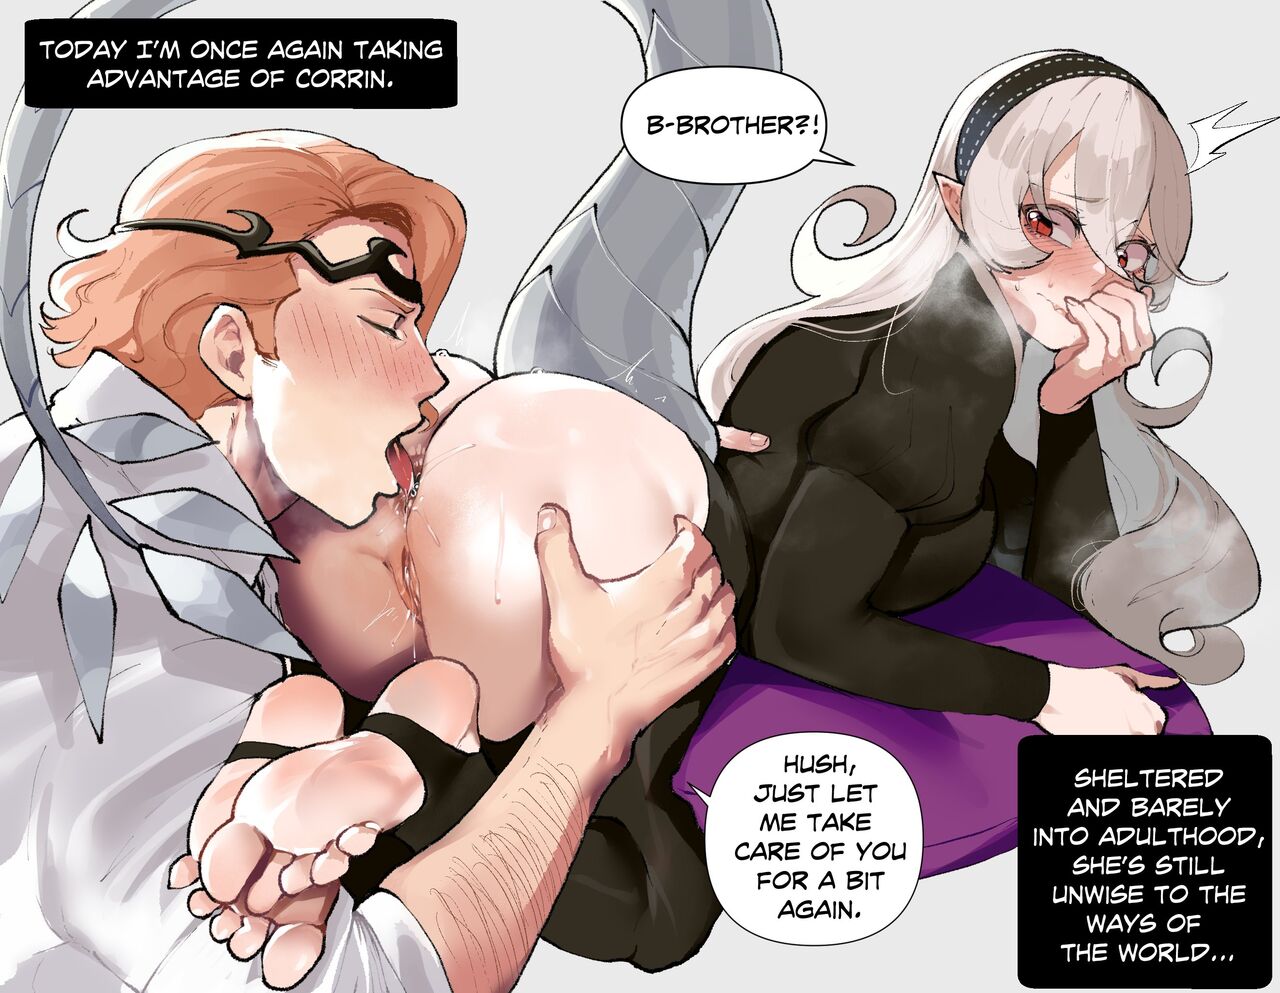 TODAY I'M ONCE AGAIN TAKING
ADVANTAGE OF CORRIN.
B-BROTHER?!
HUSH,
JUST LET
ME TAKE
CARE OF YOU
FOR A BIT
AGAIN.
SHELTERED
AND BARELY
INTO ADULTHOOD,
SHE'S STILL
UNWISE TO THE
WAYS OF
THE WORLD...